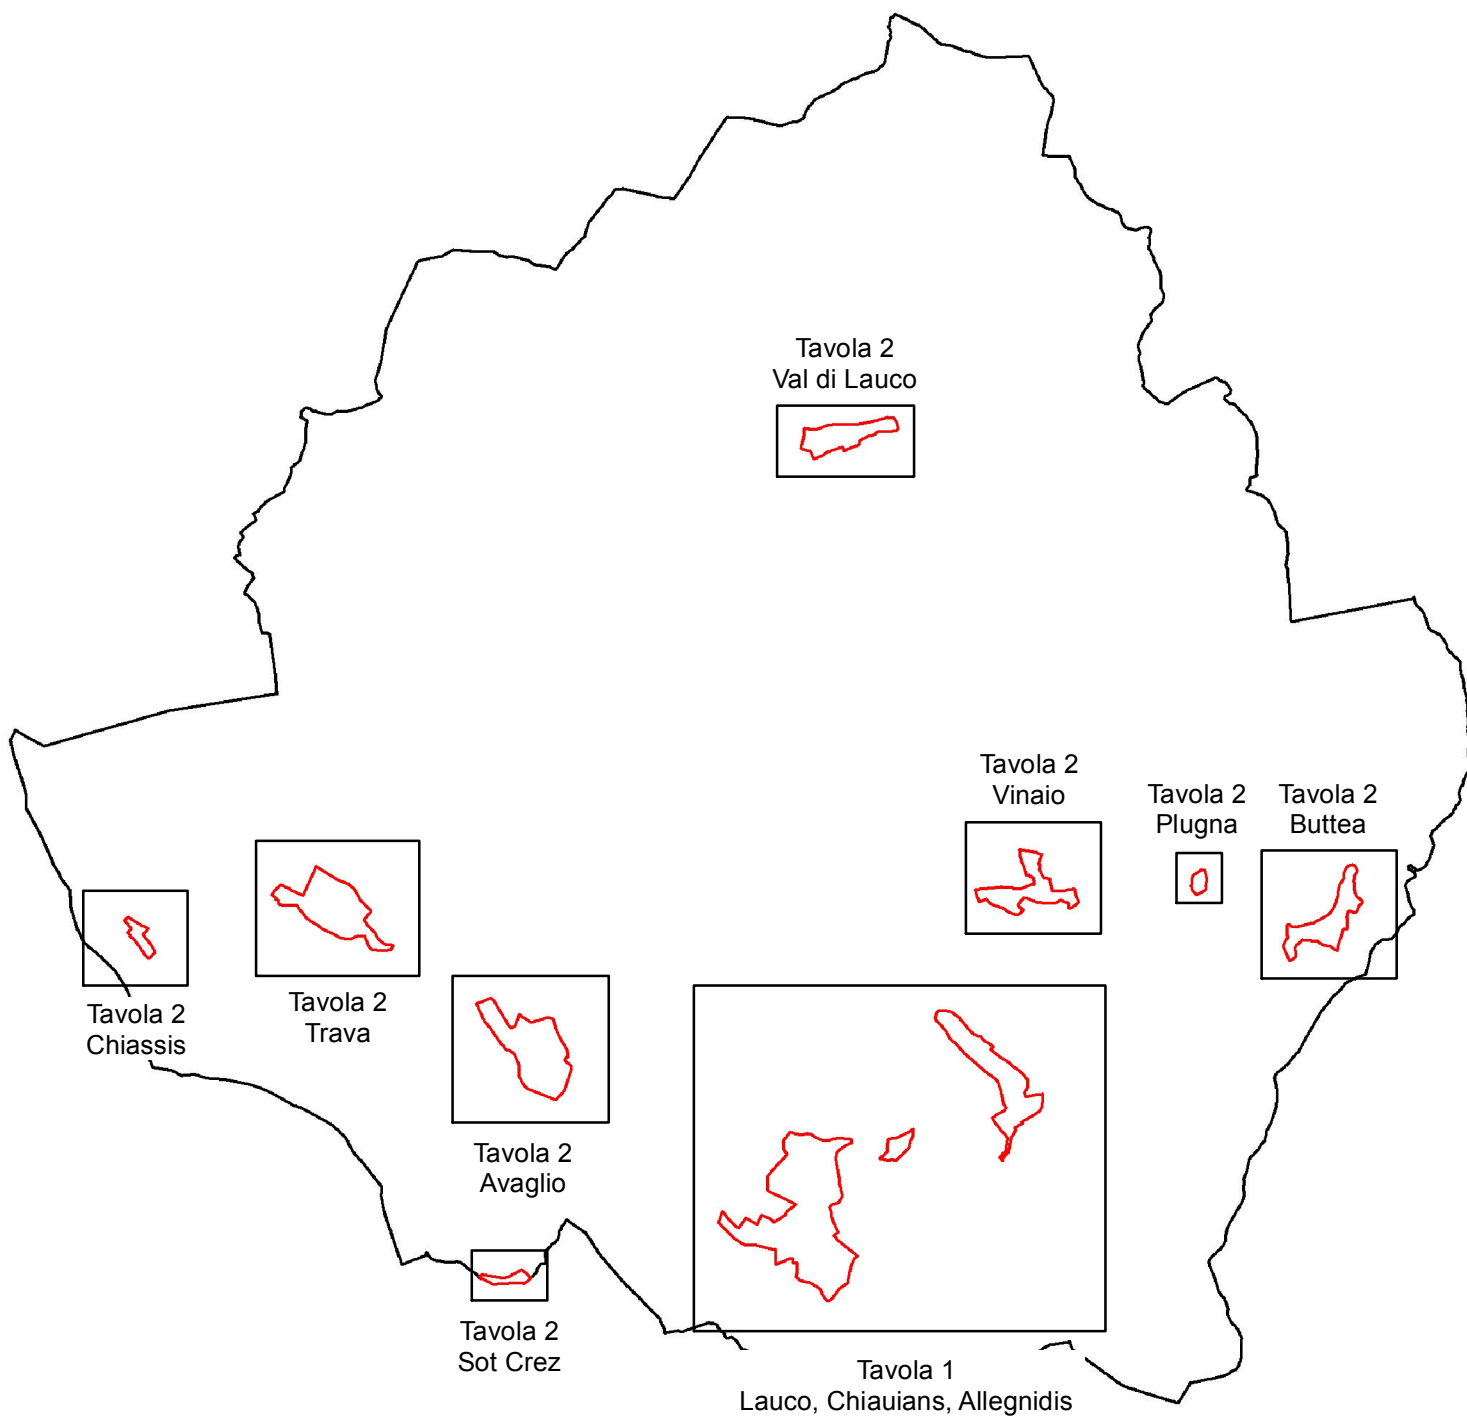 Tavola 2
Val di Lauco
Tavola 2
Vinaio
Tavola 2
Plugna
Tavola 2
Buttea
Tavola 2
Chiassis
Tavola 2
Trava
Tavola 2
Avaglio
Tavola 2
Sot Crez
Tavola 1
Lauco, Chiauians, Allegnidis